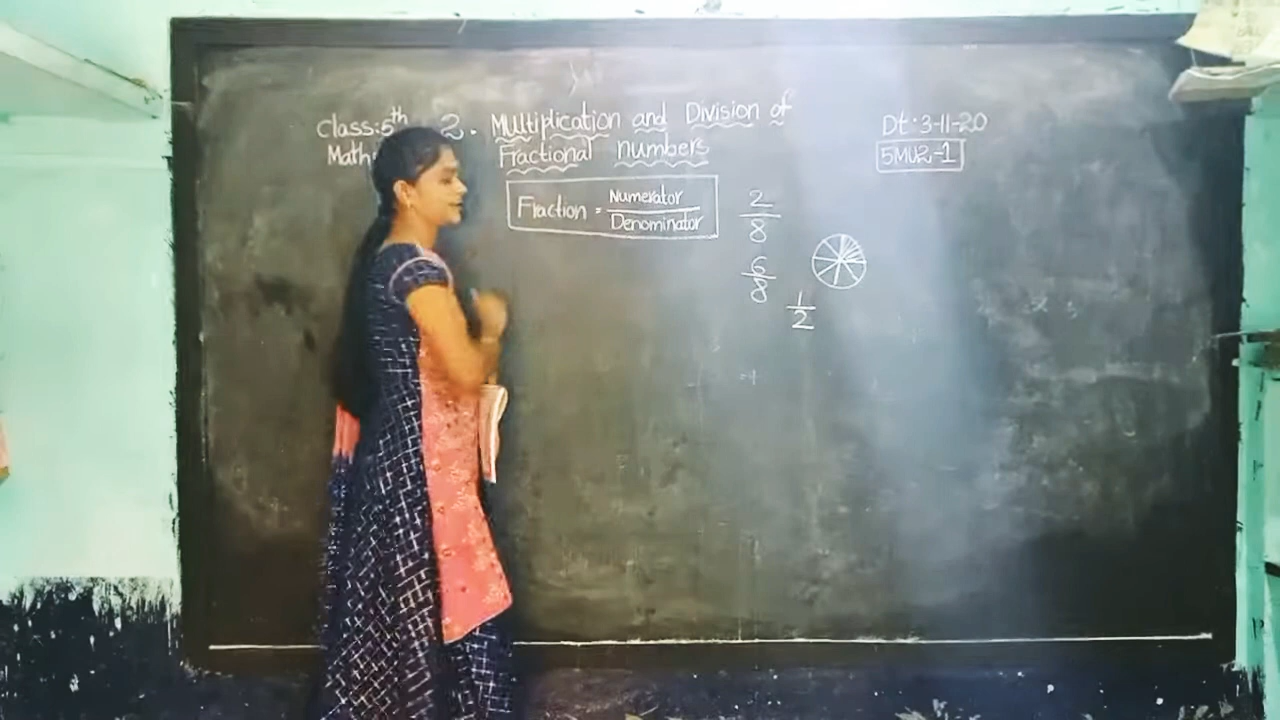 Class:5th 2. Multiplication and Division of
Math
Fractional numbers
Dt:3-11-20
5MU2-1
Fraction = Numerator
Denominator
2
8
6
8
1
2